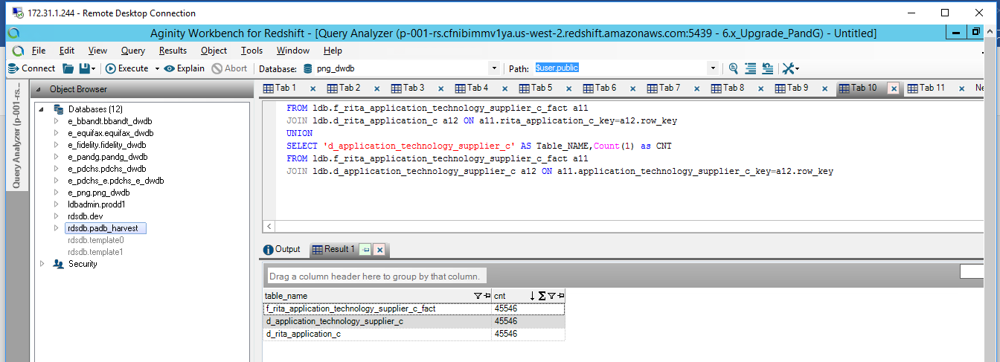 172.31.1.244 - Remote Desktop Connection
Aginity Workbench for Redshift - [Query Analyzer (p-001-rs.cfnibimmv1ya.us-west-2.redshift.amazonaws.com:5439 - 6.x_Upgrade_PandG) - Untitled]
File Edit View Query Results Object Tools Window Help
Connect Execute Explain Abort Database: png_dwdb Path: $user,public
Query Analyzer (p-001-rs...
Object Browser
Tab 1 Tab 2 Tab 3 Tab 4 Tab 5 Tab 6 Tab 7 Tab 8 Tab 9 Tab 10 Tab 11 Ne
Databases (12)
e_bbandt.bbandt_dwdb
e_equifax.equifax_dwdb
e_fidelity.fidelity_dwdb
e_pandg.pandg_dwdb
e_pdchs.pdchs_dwdb
e_pdchs_e.pdchs_e_dwdb
e_png.png_dwdb
ldbadmin.prodd1
rdsdb.dev
rdsdb.padb_harvest
rdsdb.template0
rdsdb.template1
Security
FROM ldb.f_rita_application_technology_supplier_c_fact a11
JOIN ldb.d_rita_application_c a12 ON a11.rita_application_c_key=a12.row_key
UNION
SELECT 'd_application_technology_supplier_c' AS Table_NAME,Count(1) as CNT
FROM ldb.f_rita_application_technology_supplier_c_fact a11
JOIN ldb.d_application_technology_supplier_c a12 ON a11.application_technology_supplier_c_key=a12.row_key
Output Result 1
Drag a column header here to group by that column.
table_name cnt
f_rita_application_technology_supplier_c_fact 45546
d_application_technology_supplier_c 45546
d_rita_application_c 45546